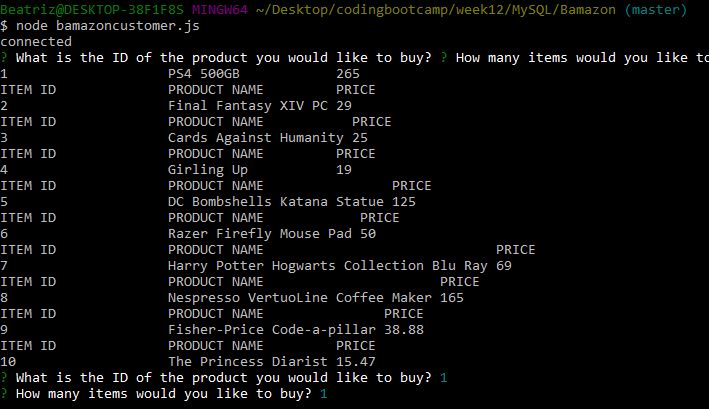 Beatriz@DESKTOP-38F1F8S MINGW64 ~/Desktop/codingbootcamp/week12/MySQL/Bamazon (master)
$ node bamazoncustomer.js
connected
? What is the ID of the product you would like to buy? ? How many items would you like to
1 PS4 500GB 265
ITEM ID PRODUCT NAME PRICE
2 Final Fantasy XIV PC 29
ITEM ID PRODUCT NAME PRICE
3 Cards Against Humanity 25
ITEM ID PRODUCT NAME PRICE
4 Girling Up 19
ITEM ID PRODUCT NAME PRICE
5 DC Bombshells Katana Statue 125
ITEM ID PRODUCT NAME PRICE
6 Razer Firefly Mouse Pad 50
ITEM ID PRODUCT NAME PRICE
7 Harry Potter Hogwarts Collection Blu Ray 69
ITEM ID PRODUCT NAME PRICE
8 Nespresso VertuoLine Coffee Maker 165
ITEM ID PRODUCT NAME PRICE
9 Fisher-Price Code-a-pillar 38.88
ITEM ID PRODUCT NAME PRICE
10 The Princess Diarist 15.47
? What is the ID of the product you would like to buy? 1
? How many items would you like to buy? 1